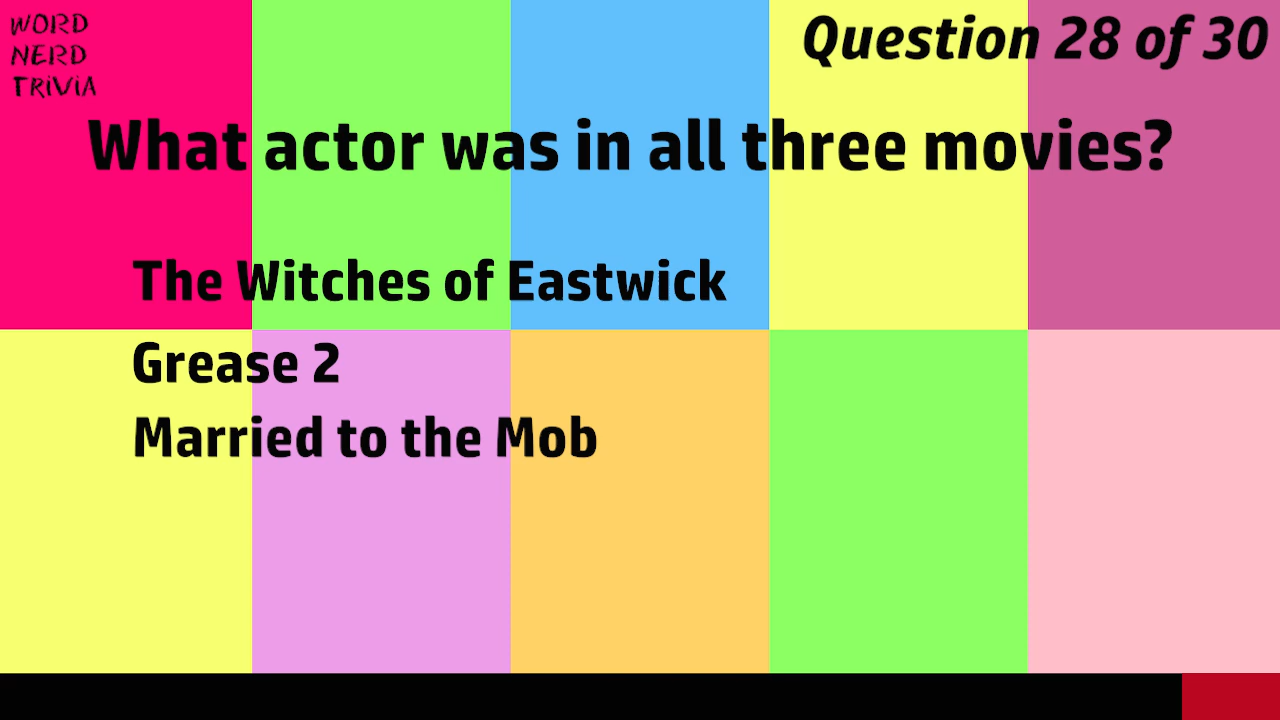 WORD
NERD
TRIVIA
Question 28 of 30
What actor was in all three movies?
The Witches of Eastwick
Grease 2
Married to the Mob